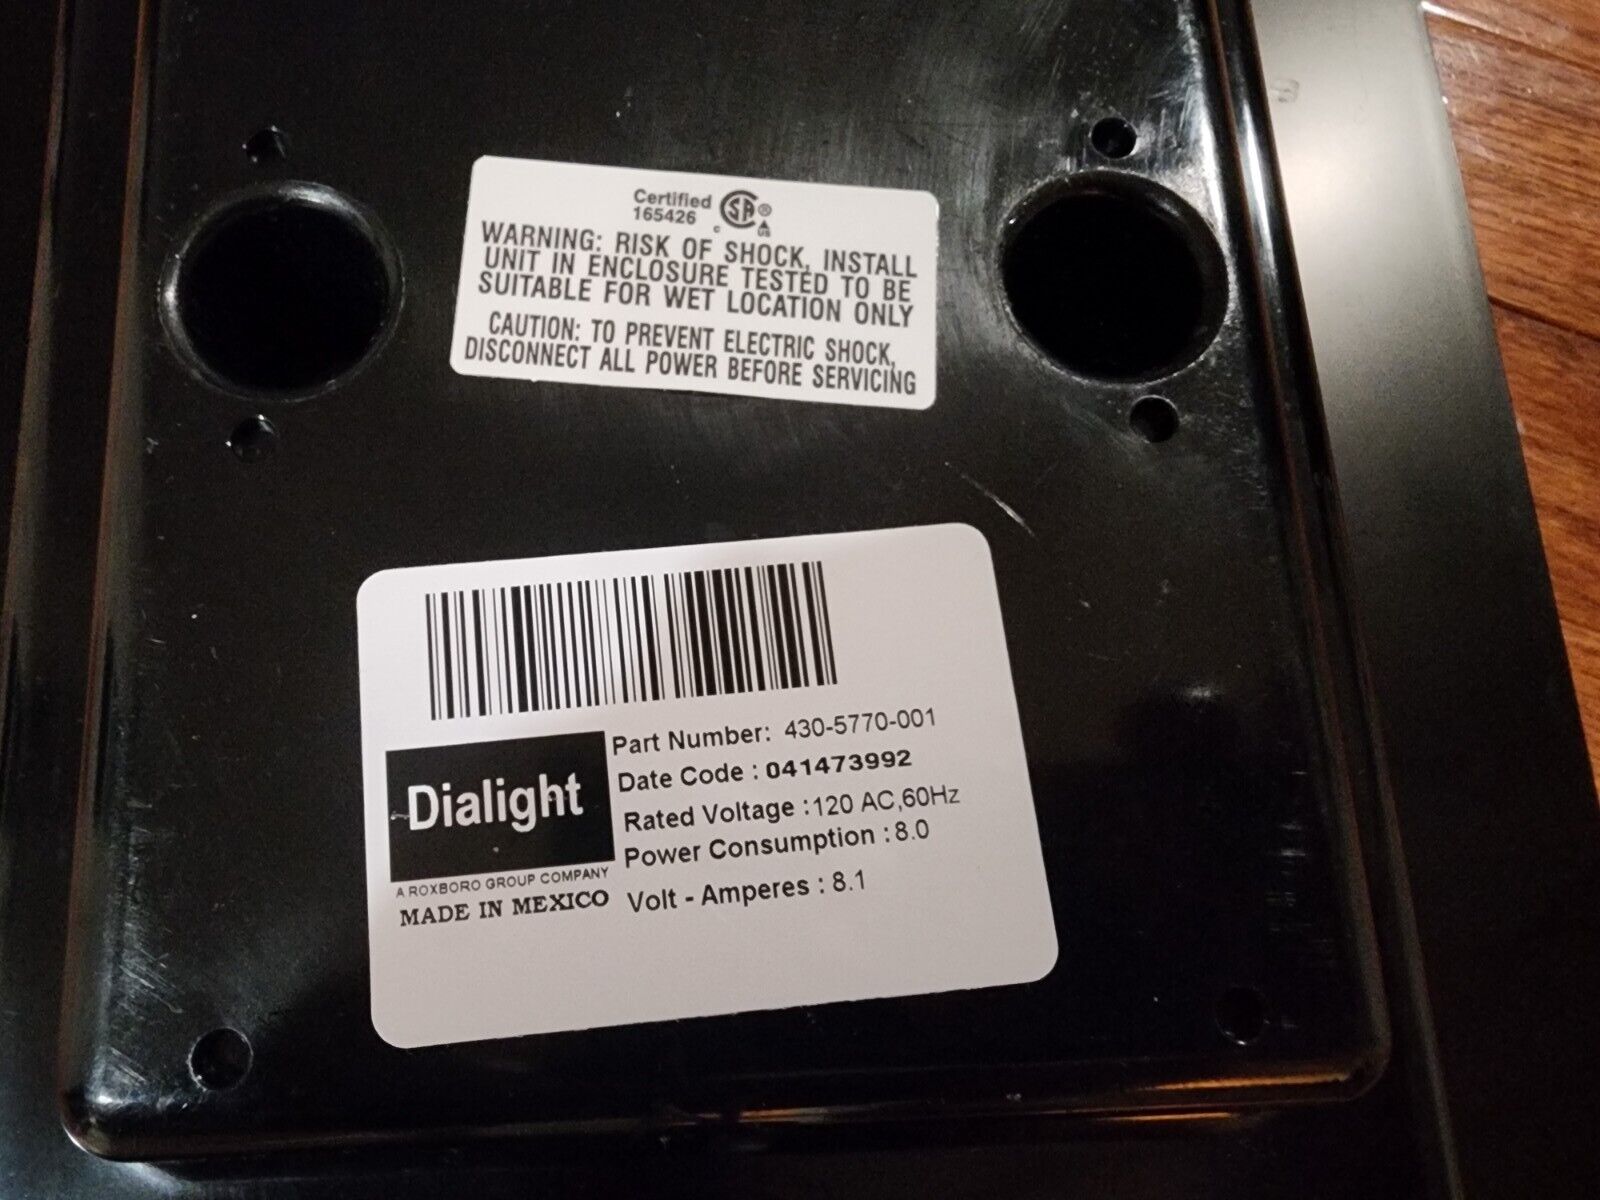 Certified
165426
SA ®
C US
WARNING: RISK OF SHOCK, INSTALL
UNIT IN ENCLOSURE TESTED TO BE
SUITABLE FOR WET LOCATION ONLY
CAUTION: TO PREVENT ELECTRIC SHOCK,
DISCONNECT ALL POWER BEFORE SERVICING
Dialight
A ROXBORO GROUP COMPANY
MADE IN MEXICO
Part Number: 430-5770-001
Date Code : 041473992
Rated Voltage :120 AC,60Hz
Power Consumption : 8.0
Volt - Amperes : 8.1